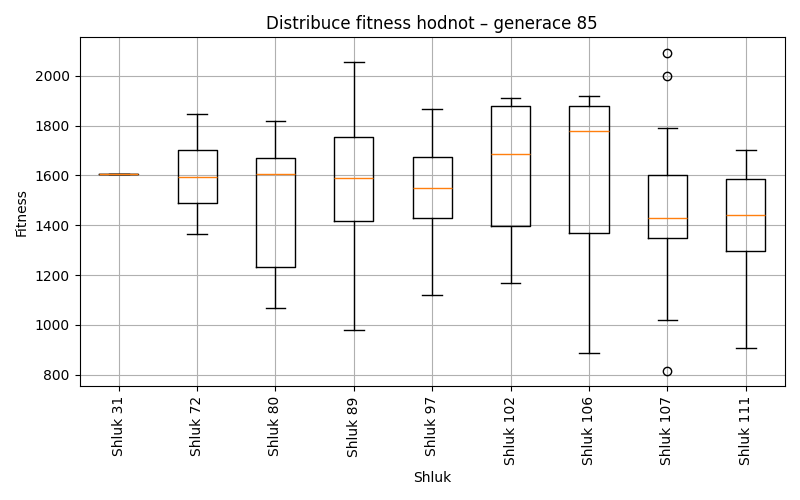 Distribuce fitness hodnot – generace 85
Fitness
2000
1800
1600
1400
1200
1000
800
Shluk 31
Shluk 72
Shluk 80
Shluk 89
Shluk 97
Shluk 102
Shluk 106
Shluk 107
Shluk 111
Shluk